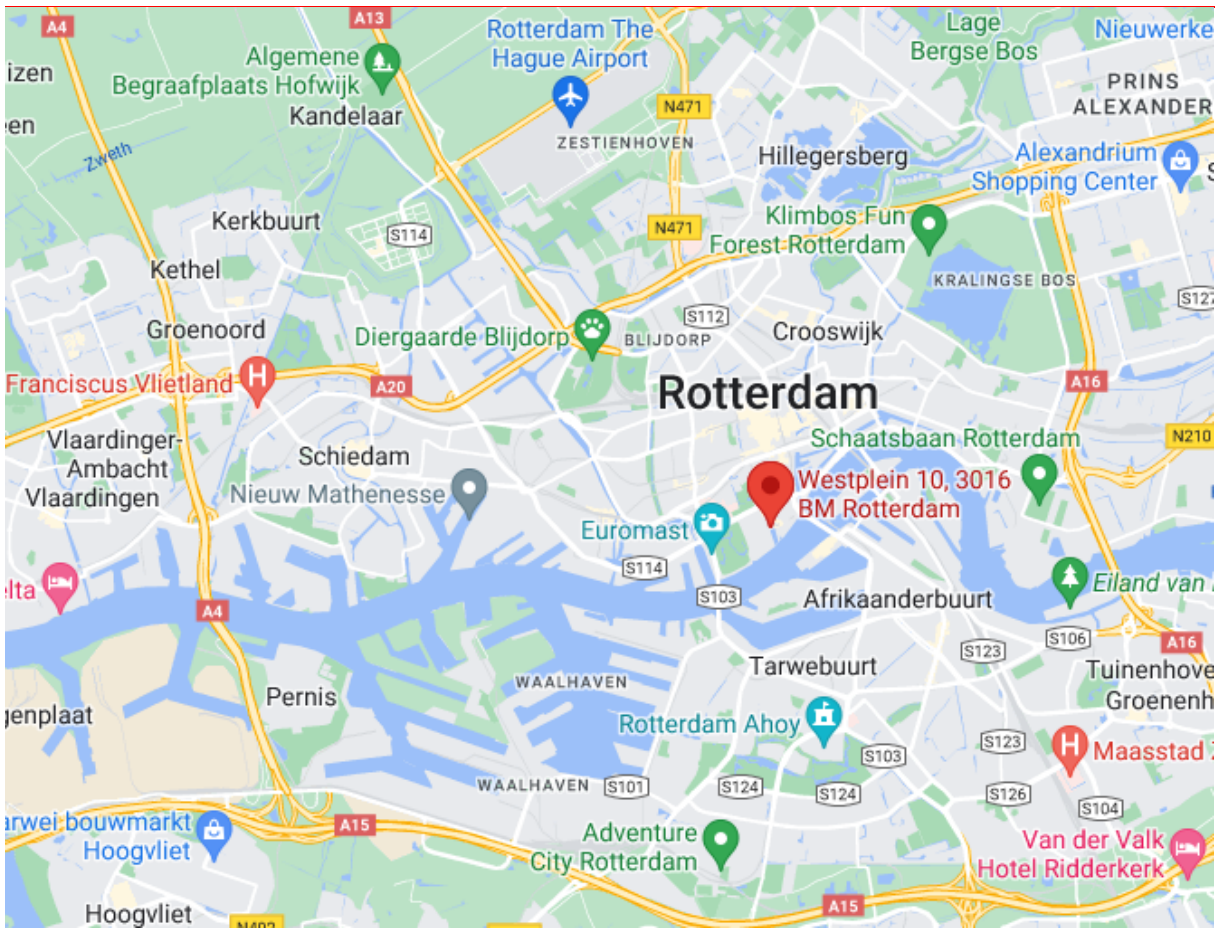 A4
A13
Rotterdam The
Hague Airport
Lage
Bergse Bos
Nieuwerke
Algemene
Begraafplaats Hofwijk
Kandelaar
izen
een
Zweth
N471
ZESTIENHOVEN
Hillegersberg
PRINS
ALEXANDER
Alexandrium
Shopping Center
S
Kerkbuurt
S114
N471
Klimbos Fun
Forest Rotterdam
Kethel
KRALINGSE BOS
S127
Groenoord
Diergaarde Blijdorp
BLIJDORP
S112
Crooswijk
Franciscus Vlietland
A20
Rotterdam
A16
Vlaardinger-
Ambacht
Vlaardingen
Schiedam
Nieuw Mathenesse
Schaatsbaan Rotterdam
N210
Westplein 10, 3016
BM Rotterdam
Euromast
S114
elta
A4
S103
Afrikaanderbuurt
Eiland van
S106
A16
S123
Tarwebuurt
Tuinenhove
Groenenh
WAALHAVEN
Pernis
genplaat
Rotterdam Ahoy
S103
S123
Maasstad
WAALHAVEN
S101
S124
S124
S126
S104
arwei bouwmarkt
Hoogvliet
A15
Adventure
City Rotterdam
Van der Valk
Hotel Ridderkerk
A15
Hoogvliet
N492